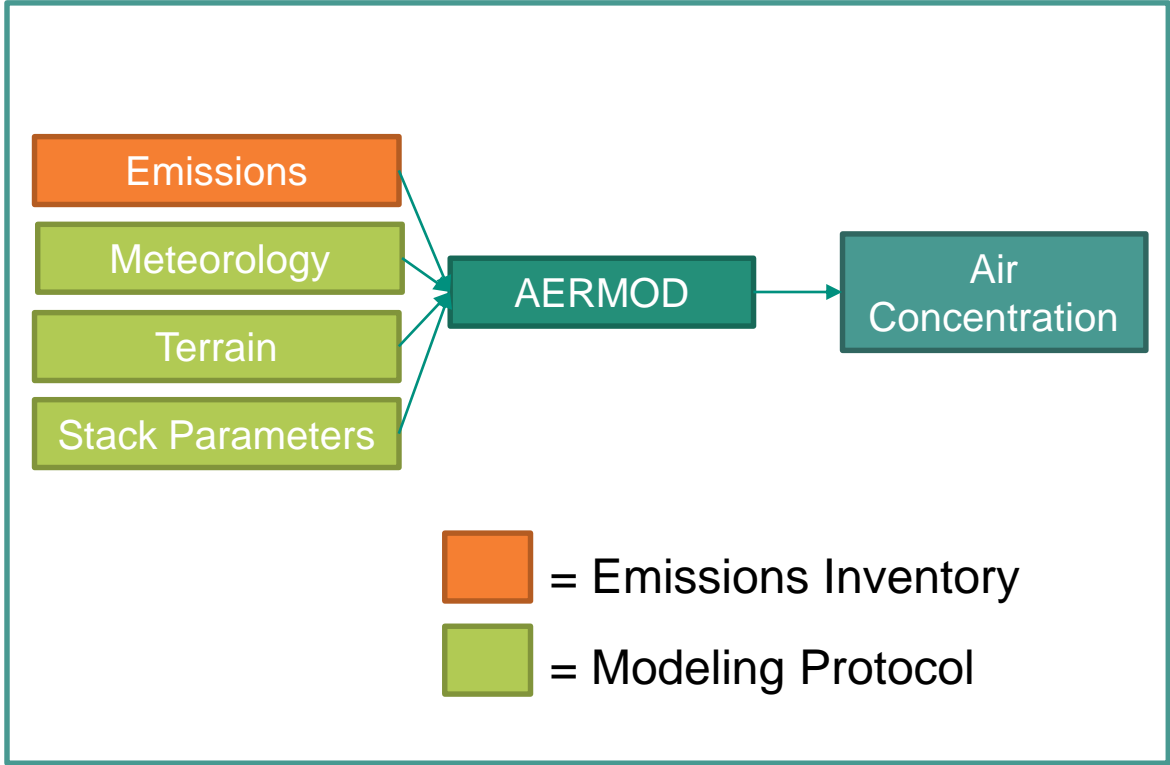 Emissions
Meteorology
Terrain
Stack Parameters
AERMOD
Air
Concentration
= Emissions Inventory
= Modeling Protocol